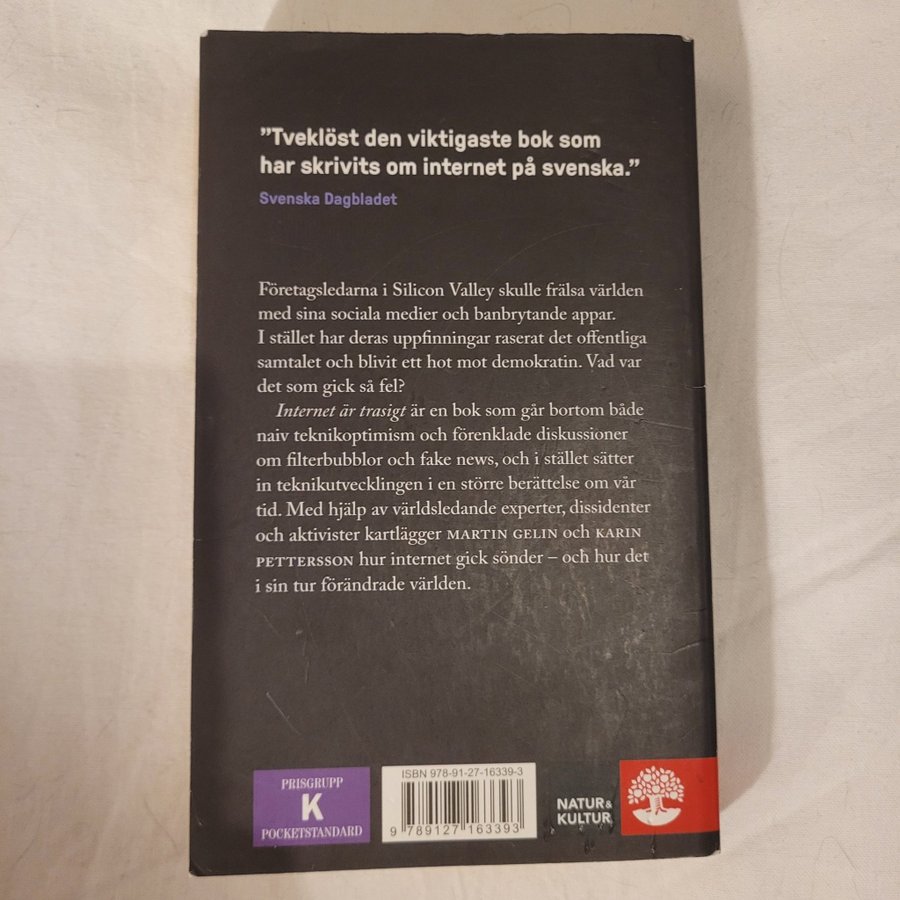 ”Tveklöst den viktigaste bok som
har skrivits om internet på svenska.”
Svenska Dagbladet
Företagsledarna i Silicon Valley skulle frälsa världen
med sina sociala medier och banbrytande appar.
I stället har deras uppfinningar raserat det offentliga
samtalet och blivit ett hot mot demokratin. Vad var
det som gick så fel?
Internet är trasigt är en bok som går bortom både
naiv teknikoptimism och förenklade diskussioner
om filterbubblor och fake news, och i stället sätter
in teknikutvecklingen i en större berättelse om vår
tid. Med hjälp av världsledande experter, dissidenter
och aktivister kartlägger MARTIN GELIN och KARIN
PETTERSSON hur internet gick sönder – och hur det
i sin tur förändrade världen.
PRISGRUPP
K
POCKETSTANDARD
ISBN 978-91-27-16339-3
9 789127 163393
NATUR&
KULTUR